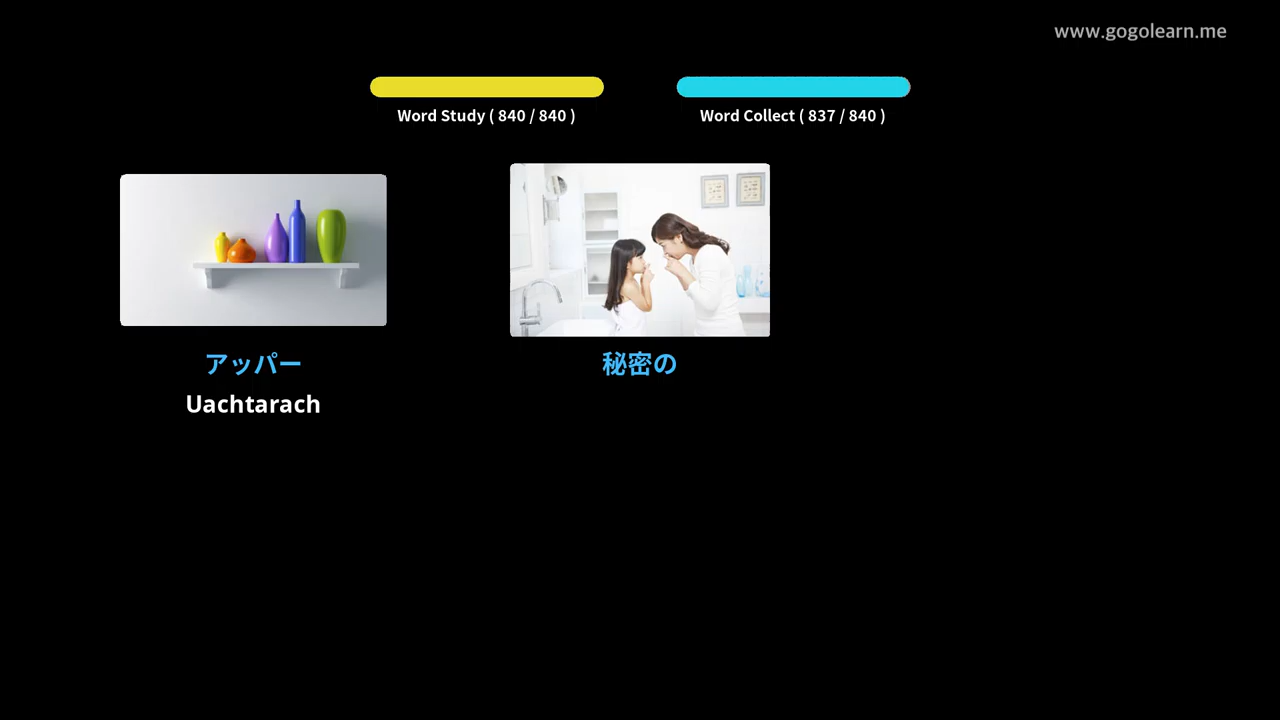 www.gogolearn.me
Word Study ( 840 / 840 )
Word Collect ( 837 / 840 )
アッパー
Uachtarach
秘密の